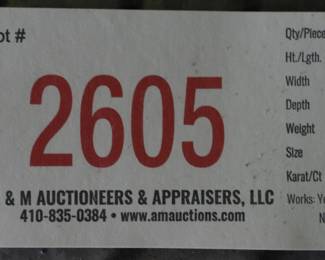 ot #
2605
& M AUCTIONEERS & APPRAISERS, LLC
410-835-0384 • www.amauctions.com
Qty/Piece
Ht./Lgth.
Width
Depth
Weight
Size
Karat/Ct
Works: Ye
N